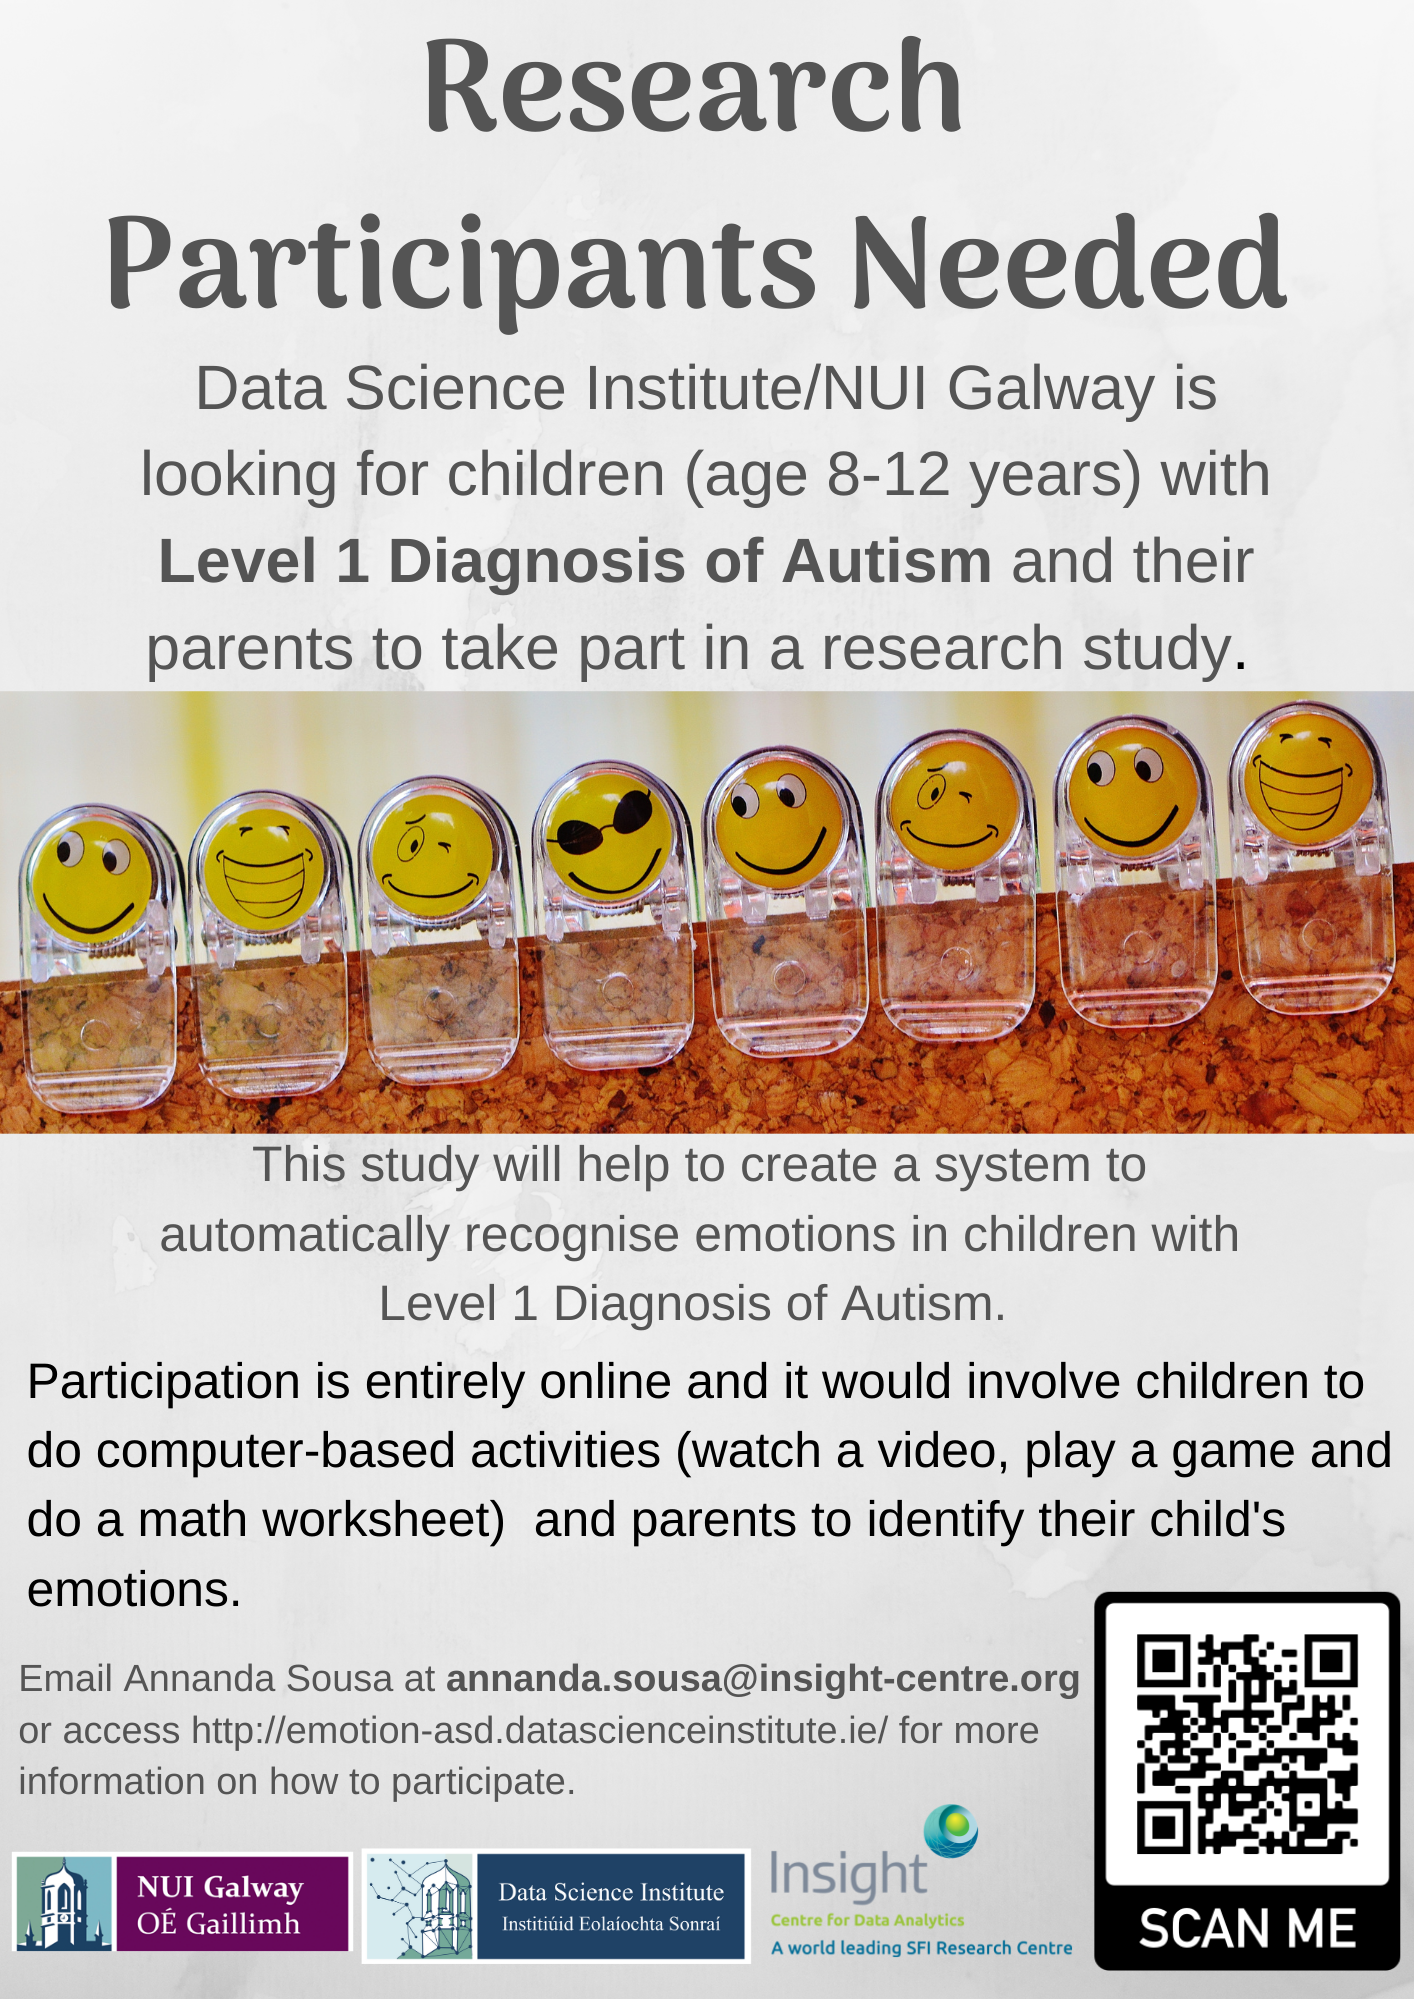 Research
Participants Needed
Data Science Institute/NUI Galway is
looking for children (age 8-12 years) with
Level 1 Diagnosis of Autism and their
parents to take part in a research study.
This study will help to create a system to
automatically recognise emotions in children with
Level 1 Diagnosis of Autism.
Participation is entirely online and it would involve children to
do computer-based activities (watch a video, play a game and
do a math worksheet)  and parents to identify their child's
emotions.
Email Annanda Sousa at annanda.sousa@insight-centre.org
or access http://emotion-asd.datascienceinstitute.ie/ for more
information on how to participate.
NUI Galway
OÉ Gaillimh
Data Science Institute
Institiúid Eolaíochta Sonraí
Insight
Centre for Data Analytics
A world leading SFI Research Centre
SCAN ME